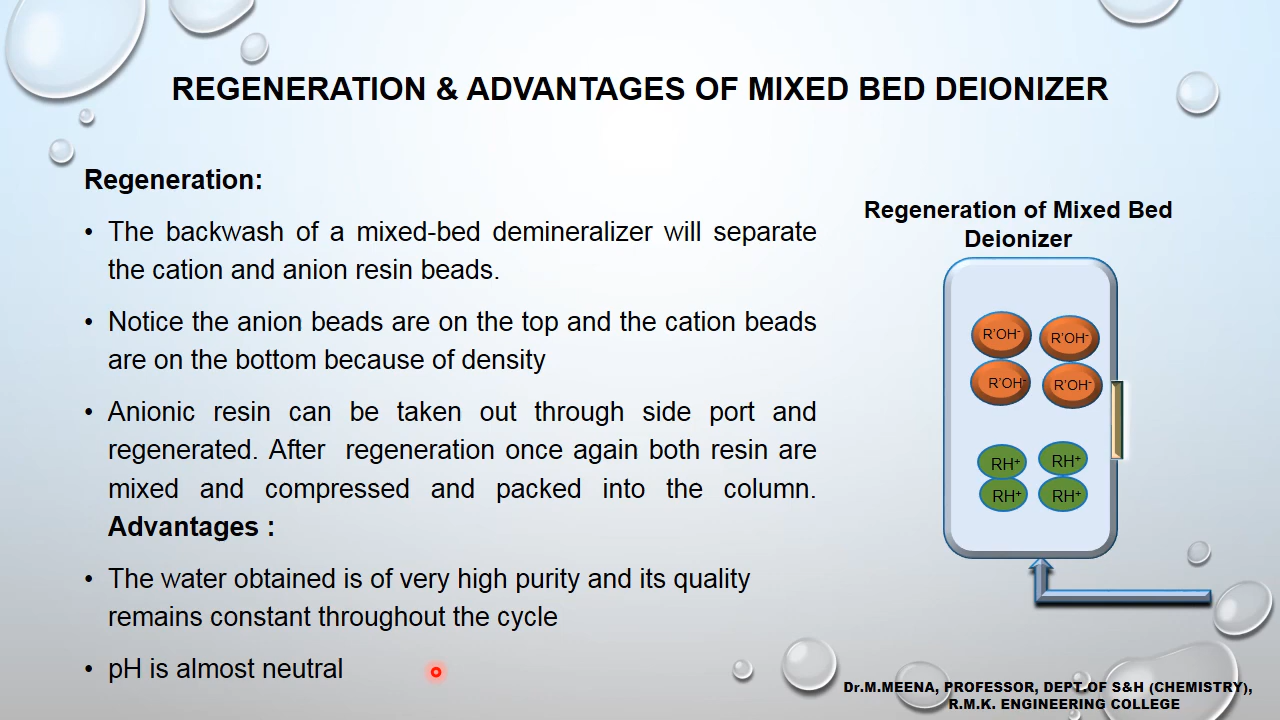 REGENERATION & ADVANTAGES OF MIXED BED DEIONIZER
Regeneration:
• The backwash of a mixed-bed demineralizer will separate
the cation and anion resin beads.
• Notice the anion beads are on the top and the cation beads
are on the bottom because of density
• Anionic resin can be taken out through side port and
regenerated. After regeneration once again both resin are
mixed and compressed and packed into the column.
Advantages :
• The water obtained is of very high purity and its quality
remains constant throughout the cycle
• pH is almost neutral
Regeneration of Mixed Bed
Deionizer
R'OH⁻ R'OH⁻
R'OH⁻ R'OH⁻
RH⁺ RH⁺
RH⁺ RH⁺
Dr.M.MEENA, PROFESSOR, DEPT.OF S&H (CHEMISTRY),
R.M.K. ENGINEERING COLLEGE